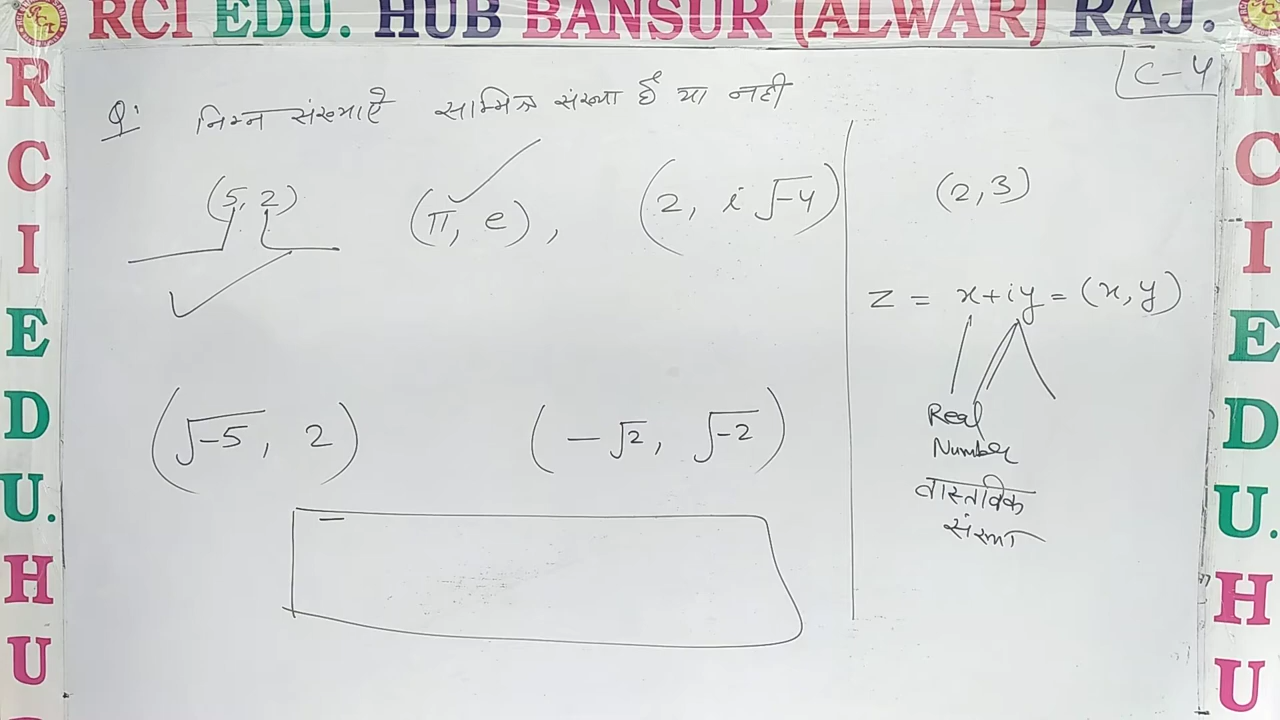 RCI EDU. HUB BANSUR (ALWAR) RAJ.
R
C
I
E
D
U.
H
U
C-4
Q: निम्न संख्याएँ सम्मिश्र संख्या है या नही
(5, 2)
(π, e),
(2, i√-4)
(√-5, 2)
(-√2, √-2)
(2,3)
Z = x+iy = (x,y)
Real
Number
वास्तविक
संख्या
R
C
I
E
D
U.
H
U